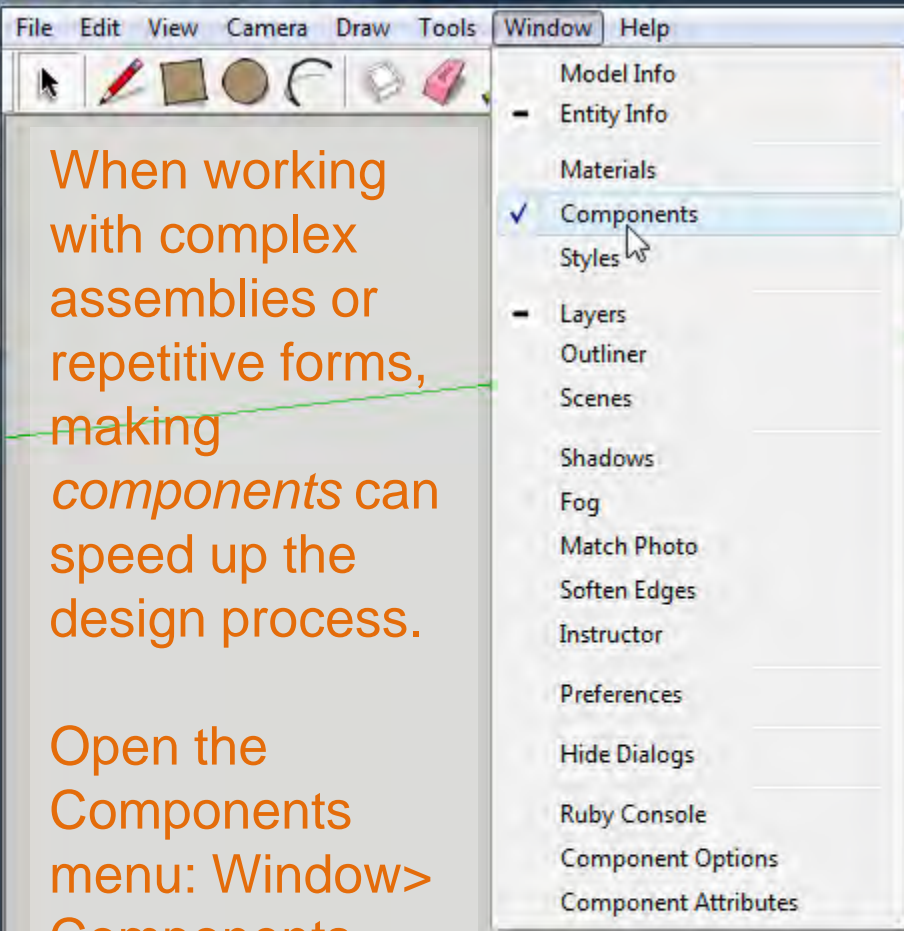 File Edit View Camera Draw Tools Window Help
When working
with complex
assemblies or
repetitive forms,
making
components can
speed up the
design process.
Open the
Components
menu: Window>
Components
Model Info
Entity Info
Materials
Components
Styles
Layers
Outliner
Scenes
Shadows
Fog
Match Photo
Soften Edges
Instructor
Preferences
Hide Dialogs
Ruby Console
Component Options
Component Attributes